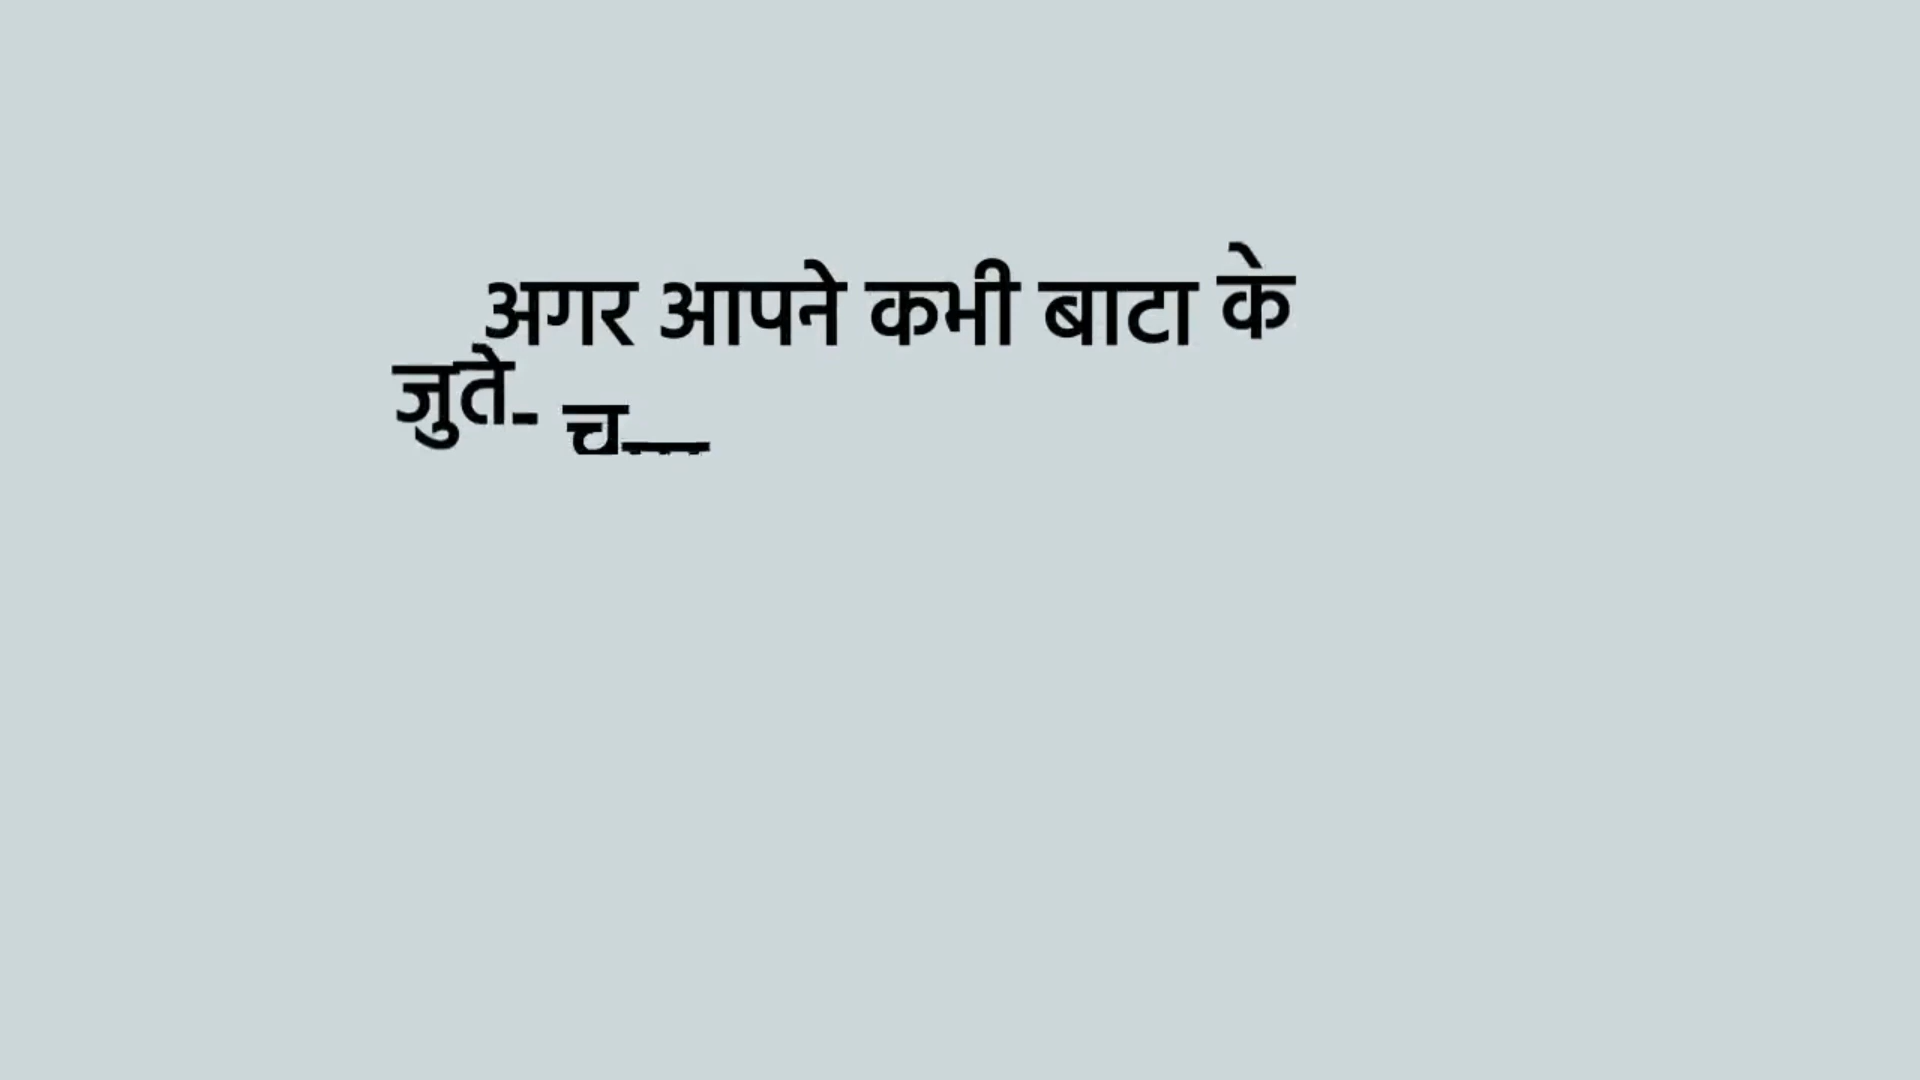 अगर आपने कभी बाटा के
जुते-